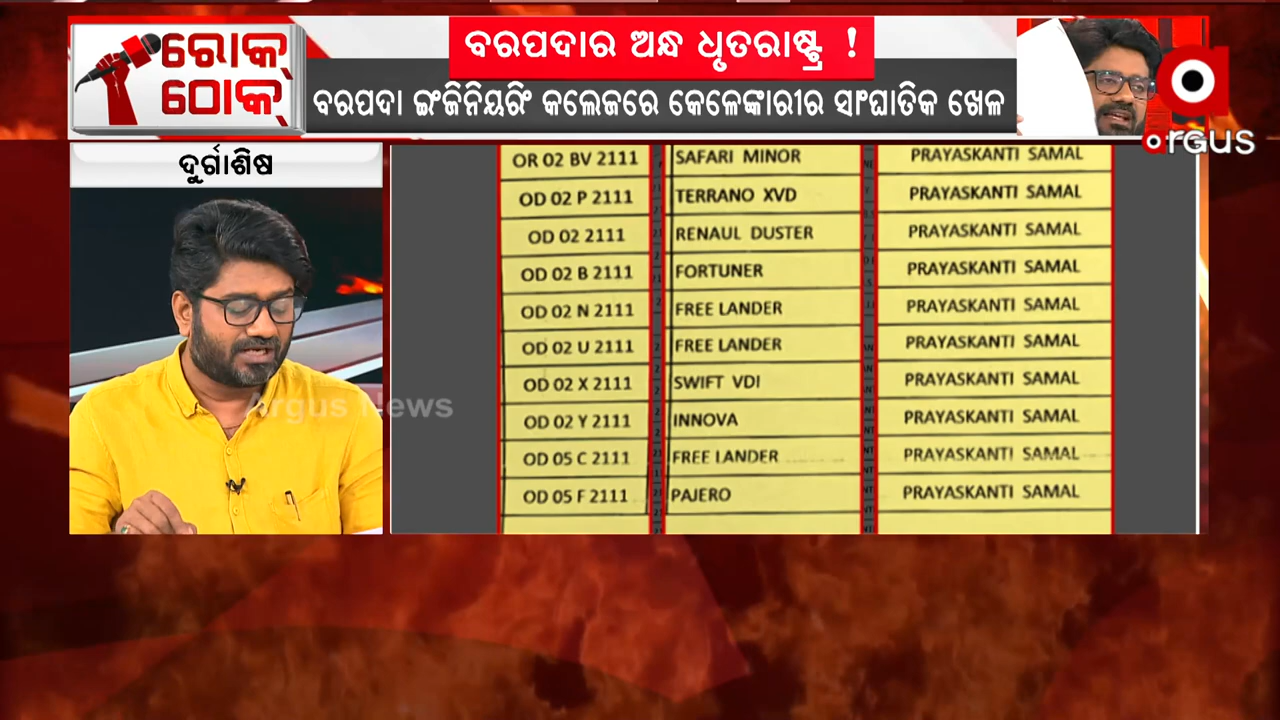 ରୋକ୍
ଠୋକ୍
ବରପଦାର ଅନ୍ଧ ଧୃତରାଷ୍ଟ୍ର !
ବରପଦା ଇଂଜିନିୟରିଂ କଲେଜରେ କେଳେଙ୍କାରୀର ସାଂଘାତିକ ଖେଳ
argus
ଦୁର୍ଗାଶିଷ
Argus News
OR 02 BV 2111 SAFARI MINOR PRAYASKANTI SAMAL
OD 02 P 2111 TERRANO XVD PRAYASKANTI SAMAL
OD 02 2111 RENAUL DUSTER PRAYASKANTI SAMAL
OD 02 B 2111 FORTUNER PRAYASKANTI SAMAL
OD 02 N 2111 FREE LANDER PRAYASKANTI SAMAL
OD 02 U 2111 FREE LANDER PRAYASKANTI SAMAL
OD 02 X 2111 SWIFT VDI PRAYASKANTI SAMAL
OD 02 Y 2111 INNOVA PRAYASKANTI SAMAL
OD 05 C 2111 FREE LANDER PRAYASKANTI SAMAL
OD 05 F 2111 PAJERO PRAYASKANTI SAMAL